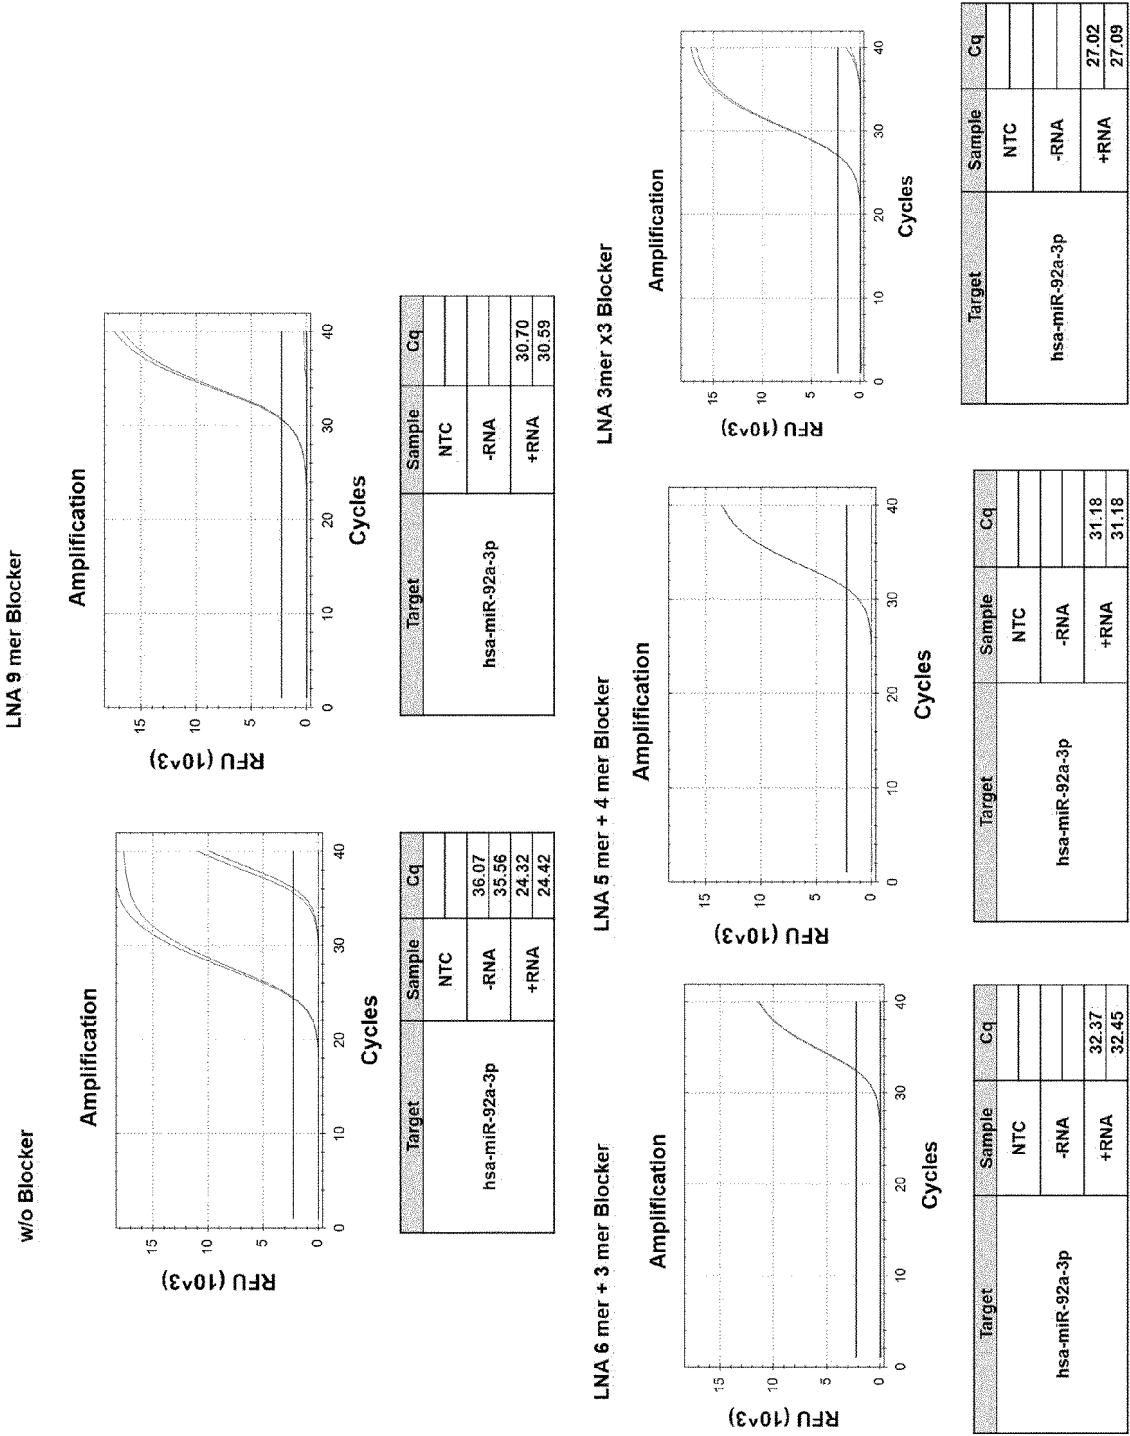 w/o Blocker
Amplification
RFU (10^3)
15
10
5
0
0
10
20
30
40
Cycles
Target Sample Cq
hsa-miR-92a-3p
NTC
-RNA
36.07
35.56
+RNA
24.32
24.42
LNA 9 mer Blocker
Amplification
RFU (10^3)
15
10
5
0
0
10
20
30
40
Cycles
Target Sample Cq
hsa-miR-92a-3p
NTC
-RNA
+RNA
30.70
30.59
LNA 6 mer + 3 mer Blocker
Amplification
RFU (10^3)
15
10
5
0
0
10
20
30
40
Cycles
Target Sample Cq
hsa-miR-92a-3p
NTC
-RNA
+RNA
32.37
32.45
LNA 5 mer + 4 mer Blocker
Amplification
RFU (10^3)
15
10
5
0
0
10
20
30
40
Cycles
Target Sample Cq
hsa-miR-92a-3p
NTC
-RNA
+RNA
31.18
31.18
LNA 3mer x3 Blocker
Amplification
RFU (10^3)
15
10
5
0
0
10
20
30
40
Cycles
Target Sample Cq
hsa-miR-92a-3p
NTC
-RNA
+RNA
27.02
27.09